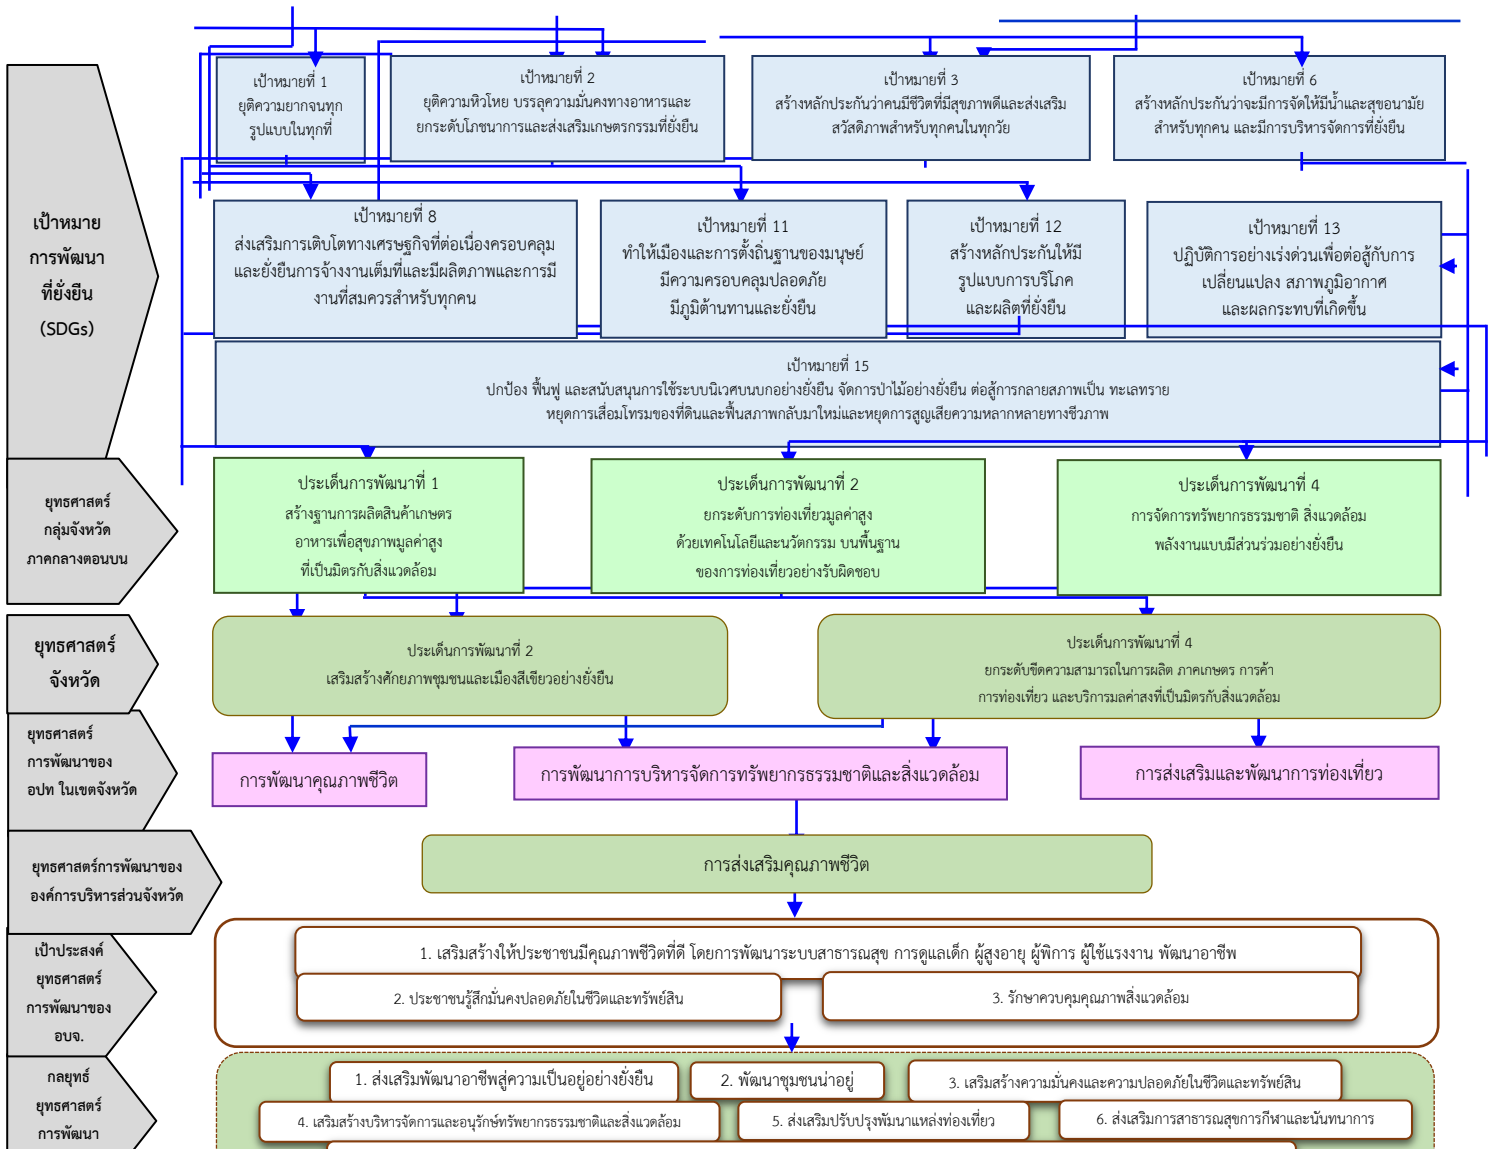 เป้าหมาย
การพัฒนา
ที่ยั่งยืน
(SDGs)
เป้าหมายที่ 1
ยุติความยากจนทุก
รูปแบบในทุกที่
เป้าหมายที่ 2
ยุติความหิวโหย บรรลุความมั่นคงทางอาหารและ
ยกระดับโภชนาการและส่งเสริมเกษตรกรรมที่ยั่งยืน
เป้าหมายที่ 3
สร้างหลักประกันว่าคนมีชีวิตที่มีสุขภาพดีและส่งเสริม
สวัสดิภาพสำหรับทุกคนในทุกวัย
เป้าหมายที่ 6
สร้างหลักประกันว่าจะมีการจัดให้มีน้ำและสุขอนามัย
สำหรับทุกคน และมีการบริหารจัดการที่ยั่งยืน
เป้าหมายที่ 8
ส่งเสริมการเติบโตทางเศรษฐกิจที่ต่อเนื่องครอบคลุม
และยั่งยืนการจ้างงานเต็มที่และมีผลิตภาพและการมี
งานที่สมควรสำหรับทุกคน
เป้าหมายที่ 11
ทำให้เมืองและการตั้งถิ่นฐานของมนุษย์
มีความครอบคลุมปลอดภัย
มีภูมิต้านทานและยั่งยืน
เป้าหมายที่ 12
สร้างหลักประกันให้มี
รูปแบบการบริโภค
และผลิตที่ยั่งยืน
เป้าหมายที่ 13
ปฏิบัติการอย่างเร่งด่วนเพื่อต่อสู้กับการ
เปลี่ยนแปลง สภาพภูมิอากาศ
และผลกระทบที่เกิดขึ้น
เป้าหมายที่ 15
ปกป้อง ฟื้นฟู และสนับสนุนการใช้ระบบนิเวศบนบกอย่างยั่งยืน จัดการป่าไม้อย่างยั่งยืน ต่อสู้การกลายสภาพเป็น ทะเลทราย
หยุดการเสื่อมโทรมของที่ดินและฟื้นสภาพกลับมาใหม่และหยุดการสูญเสียความหลากหลายทางชีวภาพ
ยุทธศาสตร์
กลุ่มจังหวัด
ภาคกลางตอนบน
ประเด็นการพัฒนาที่ 1
สร้างฐานการผลิตสินค้าเกษตร
อาหารเพื่อสุขภาพมูลค่าสูง
ที่เป็นมิตรกับสิ่งแวดล้อม
ประเด็นการพัฒนาที่ 2
ยกระดับการท่องเที่ยวมูลค่าสูง
ด้วยเทคโนโลยีและนวัตกรรม บนพื้นฐาน
ของการท่องเที่ยวอย่างรับผิดชอบ
ประเด็นการพัฒนาที่ 4
การจัดการทรัพยากรธรรมชาติ สิ่งแวดล้อม
พลังงานแบบมีส่วนร่วมอย่างยั่งยืน
ยุทธศาสตร์
จังหวัด
ประเด็นการพัฒนาที่ 2
เสริมสร้างศักยภาพชุมชนและเมืองสีเขียวอย่างยั่งยืน
ประเด็นการพัฒนาที่ 4
ยกระดับขีดความสามารถในการผลิต ภาคเกษตร การค้า
การท่องเที่ยว และบริการมลค่าสงที่เป็นมิตรกับสิ่งแวดล้อม
ยุทธศาสตร์
การพัฒนาของ
อปท ในเขตจังหวัด
การพัฒนาคุณภาพชีวิต
การพัฒนาการบริหารจัดการทรัพยากรธรรมชาติและสิ่งแวดล้อม
การส่งเสริมและพัฒนาการท่องเที่ยว
ยุทธศาสตร์การพัฒนาของ
องค์การบริหารส่วนจังหวัด
การส่งเสริมคุณภาพชีวิต
เป้าประสงค์
ยุทธศาสตร์
การพัฒนาของ
อบจ.
1. เสริมสร้างให้ประชาชนมีคุณภาพชีวิตที่ดี โดยการพัฒนาระบบสาธารณสุข การดูแลเด็ก ผู้สูงอายุ ผู้พิการ ผู้ใช้แรงงาน พัฒนาอาชีพ
2. ประชาชนรู้สึกมั่นคงปลอดภัยในชีวิตและทรัพย์สิน
3. รักษาควบคุมคุณภาพสิ่งแวดล้อม
กลยุทธ์
ยุทธศาสตร์
การพัฒนา
1. ส่งเสริมพัฒนาอาชีพสู่ความเป็นอยู่อย่างยั่งยืน
2. พัฒนาชุมชนน่าอยู่
3. เสริมสร้างความมั่นคงและความปลอดภัยในชีวิตและทรัพย์สิน
4. เสริมสร้างบริหารจัดการและอนุรักษ์ทรัพยากรธรรมชาติและสิ่งแวดล้อม
5. ส่งเสริมปรับปรุงพัมนาแหล่งท่องเที่ยว
6. ส่งเสริมการสาธารณสุขการกีฬาและนันทนาการ